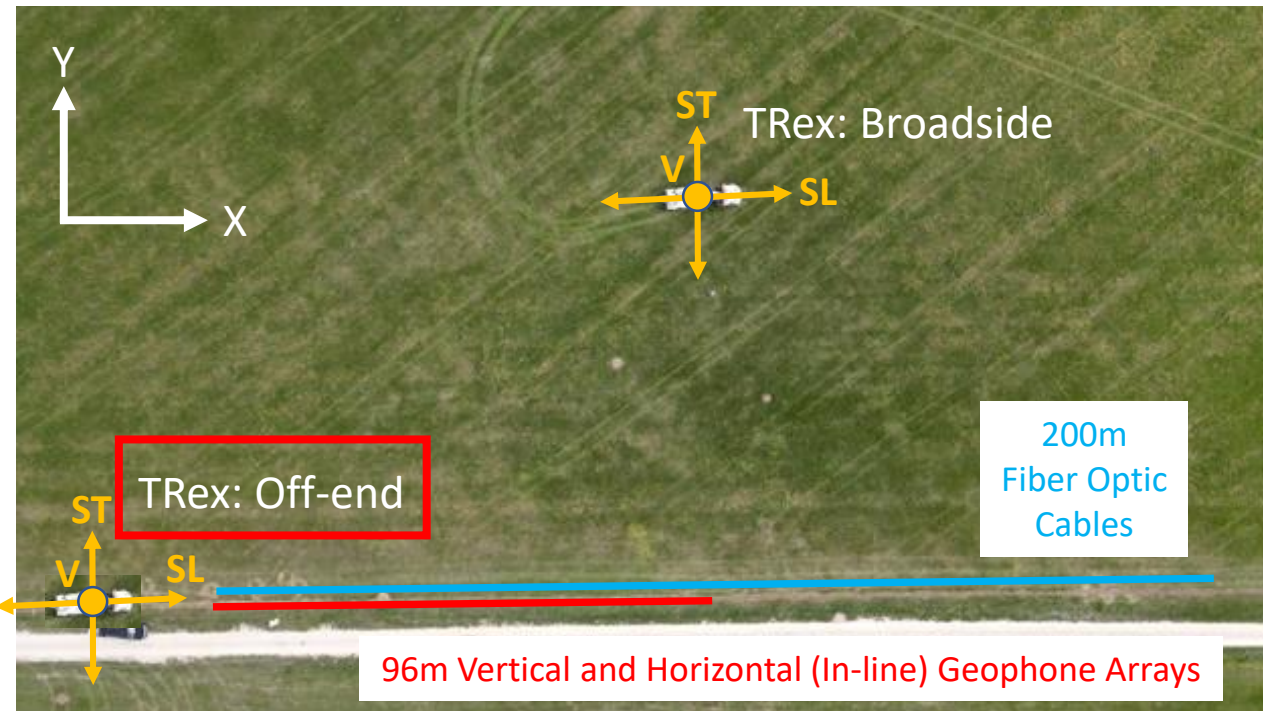 Y
X
ST
TRex: Broadside
V
SL
200m
Fiber Optic
Cables
TRex: Off-end
ST
V
SL
96m Vertical and Horizontal (In-line) Geophone Arrays